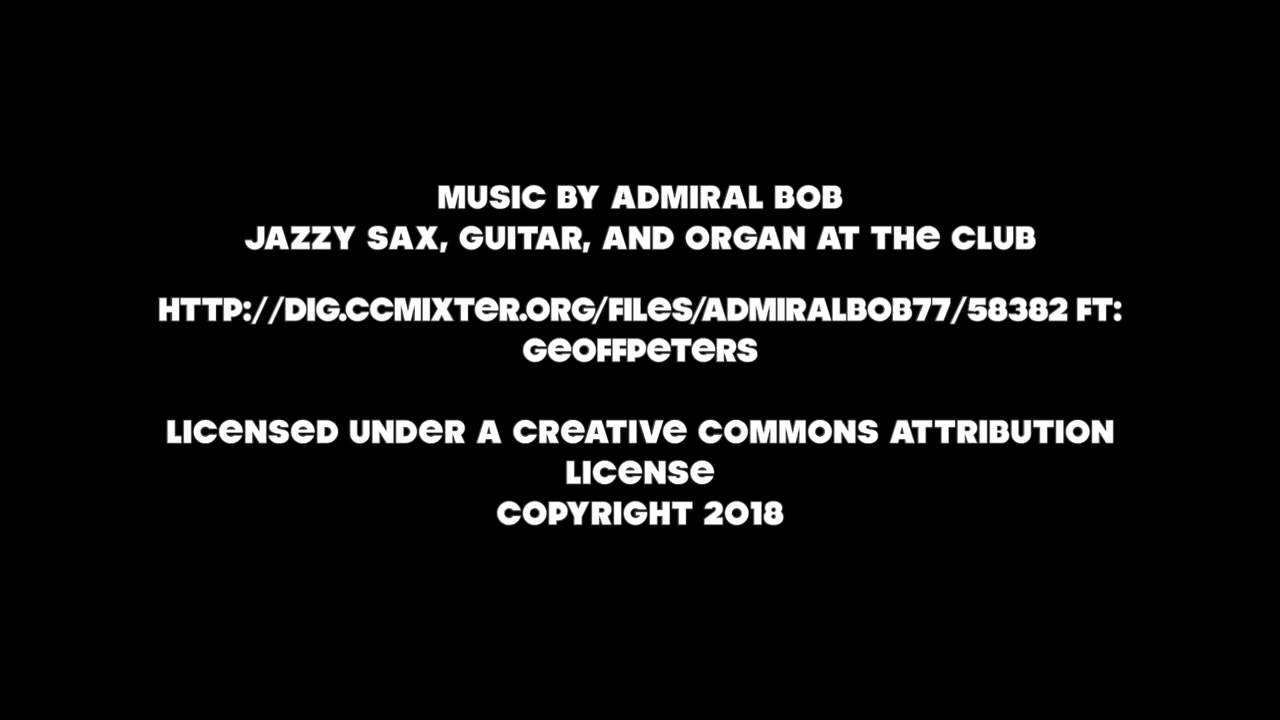 MUSIC BY ADMIRAL BOB
JAZZY SAX, GUITAR, AND ORGAN AT THe CLUB
HTTP://DIG.CCMIXTeR.ORG/FILeS/ADMIRALBOB77/58382 FT:
GeOFFPeTeRS
LICeNSeD UNDeR A CReATIVe COMMONS ATTRIBUTION
LICeNSe
COPYRIGHT 2018